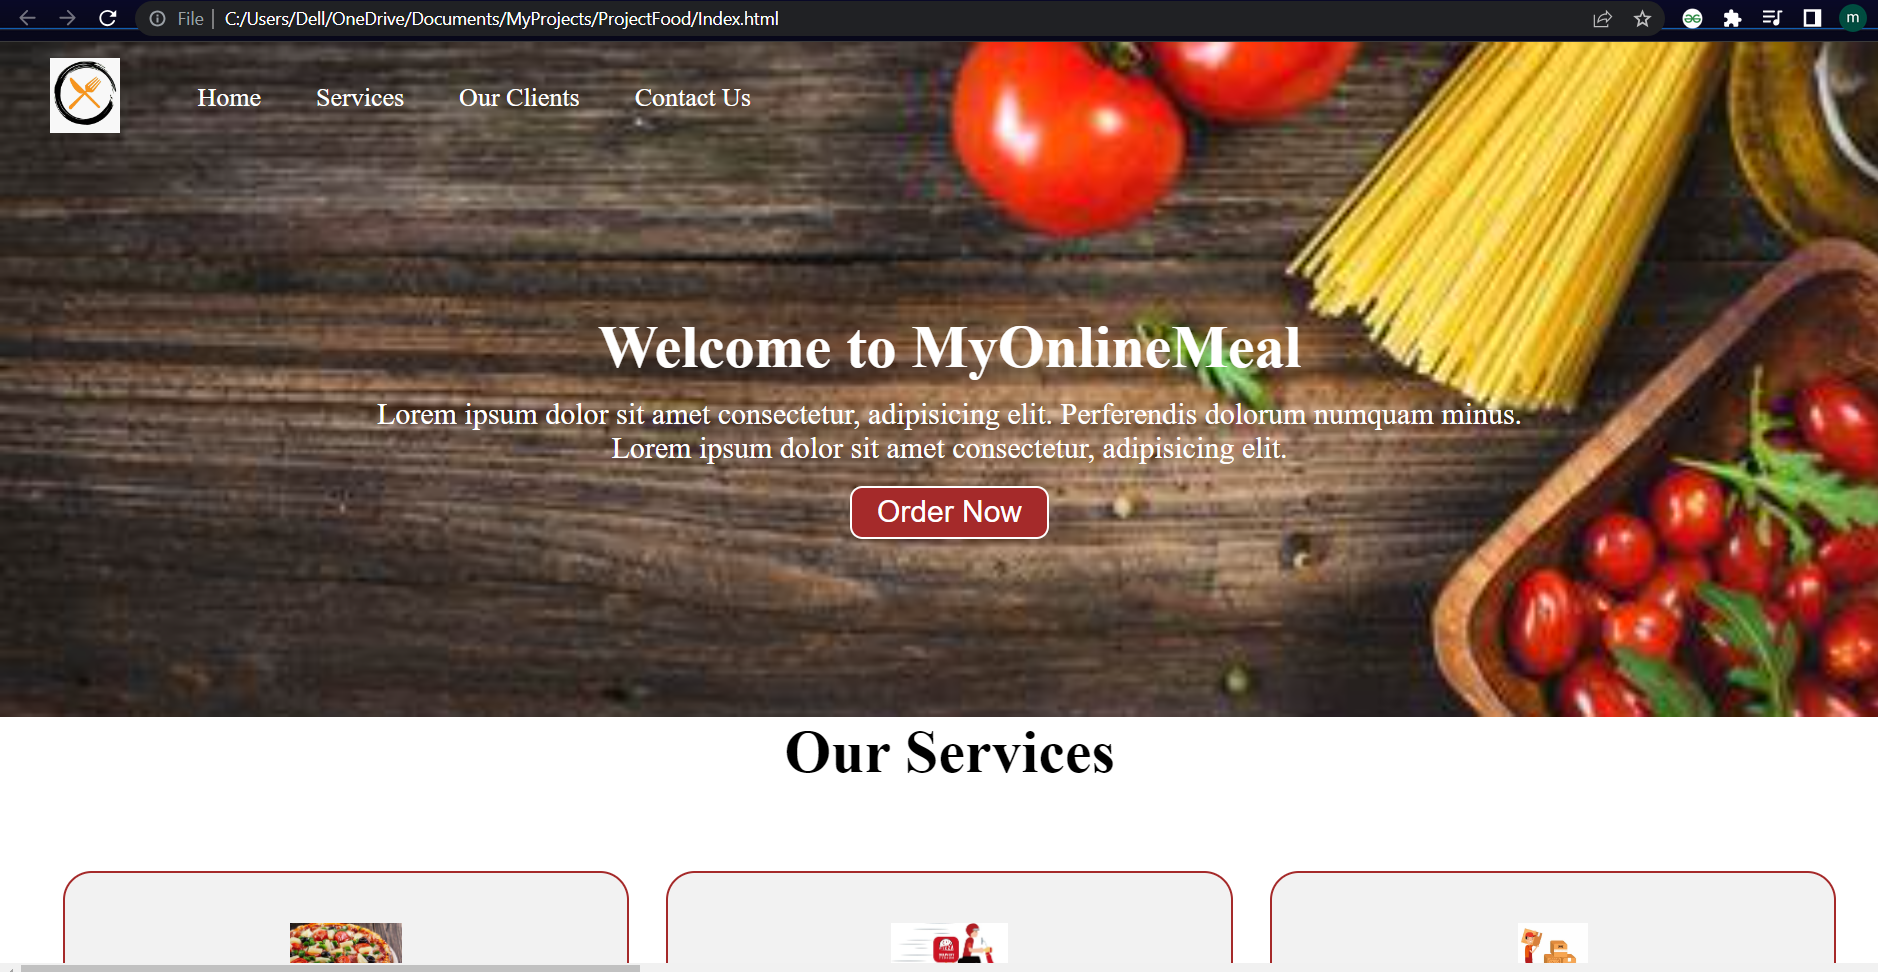 File
C:/Users/Dell/OneDrive/Documents/MyProjects/ProjectFood/Index.html
m
Home Services Our Clients Contact Us
Welcome to MyOnlineMeal
Lorem ipsum dolor sit amet consectetur, adipisicing elit. Perferendis dolorum numquam minus.
Lorem ipsum dolor sit amet consectetur, adipisicing elit.
Order Now
Our Services